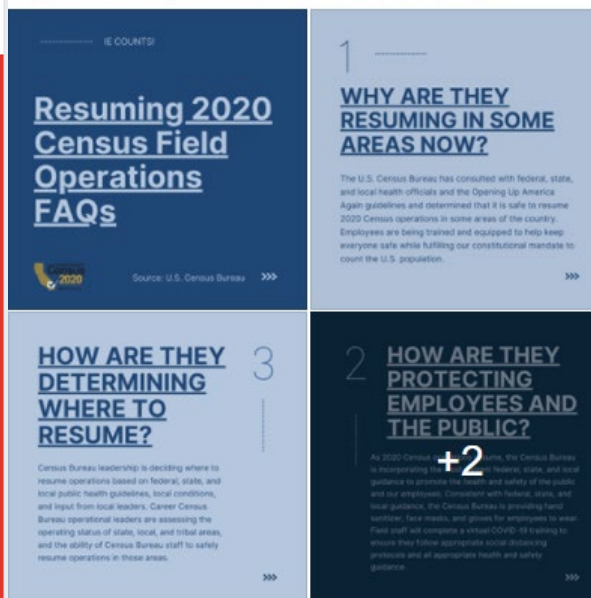 IE COUNTS!
Resuming 2020
Census Field
Operations
FAQs
Census
2020
Source: U.S. Census Bureau >>>
1
WHY ARE THEY
RESUMING IN SOME
AREAS NOW?
The U.S. Census Bureau has consulted with federal, state,
and local health officials and the Opening Up America
Again guidelines and determined that it is safe to resume
2020 Census operations in some areas of the country.
Employees are being trained and equipped to help keep
everyone safe while fulfilling our constitutional mandate to
count the U.S. population.
>>>
HOW ARE THEY
DETERMINING
WHERE TO
RESUME?
3
Census Bureau leadership is deciding where to
resume operations based on federal, state, and
local public health guidelines, local conditions,
and input from local leaders. Career Census
Bureau operational leaders are assessing the
operating status of state, local, and tribal areas,
and the ability of Census Bureau staff to safely
resume operations in those areas.
>>>
2
HOW ARE THEY
PROTECTING
EMPLOYEES AND
THE PUBLIC?
+2
As 2020 Census the Census Bureau
is incorporating the federal, state, and local
guidance to promote the health and safety of the public
and our employees. Consistent with federal, state, and
local guidance, the Census Bureau is providing hand
sanitizer, face masks, and gloves for employees to wear.
Field staff will complete a virtual COVID-19 training to
ensure they follow appropriate social distancing
protocols and all appropriate health and safety
guidance.
>>>